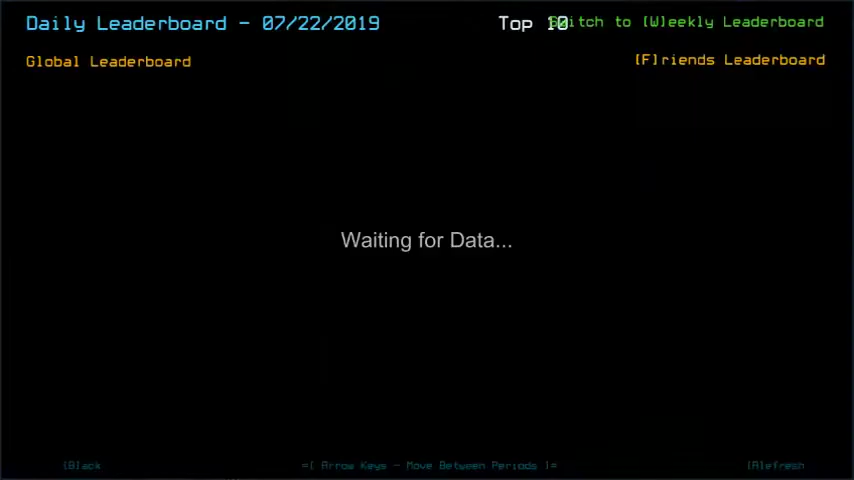 Daily Leaderboard - 07/22/2019
Top 10
Switch to [W]eekly Leaderboard
Global Leaderboard
[F]riends Leaderboard
Waiting for Data...
[B]ack
=[ Arrow Keys - Move Between Periods ]=
[R]efresh